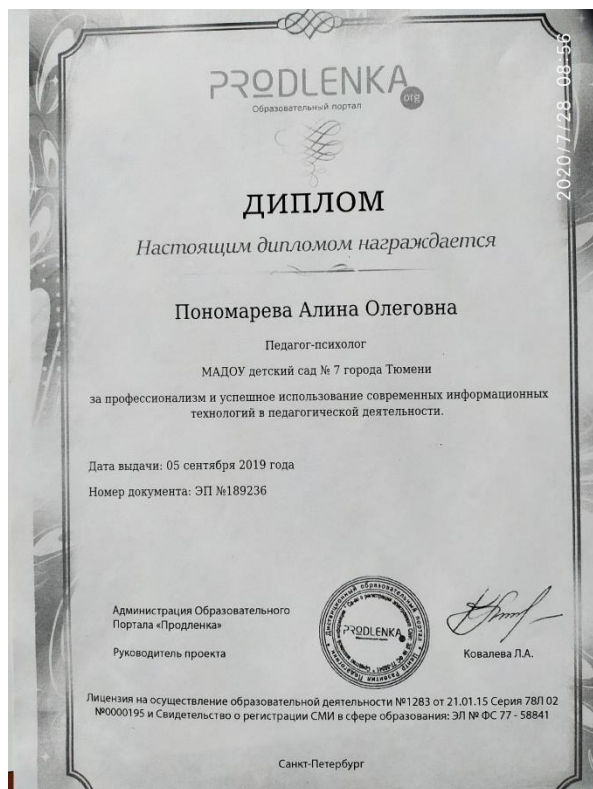 PRODLENKA
org
Образовательный портал
2020/7/28 08:56
ДИПЛОМ
Настоящим дипломом награждается
Пономарева Алина Олеговна
Педагог-психолог
МАДОУ детский сад № 7 города Тюмени
за профессионализм и успешное использование современных информационных
технологий в педагогической деятельности.
Дата выдачи: 05 сентября 2019 года
Номер документа: ЭП №189236
Администрация Образовательного
Портала «Продленка»
Руководитель проекта
PRODLENKA
Ковалева Л.А.
Лицензия на осуществление образовательной деятельности №1283 от 21.01.15 Серия 78Л 02
№0000195 и Свидетельство о регистрации СМИ в сфере образования: ЭЛ № ФС 77 - 58841
Санкт-Петербург